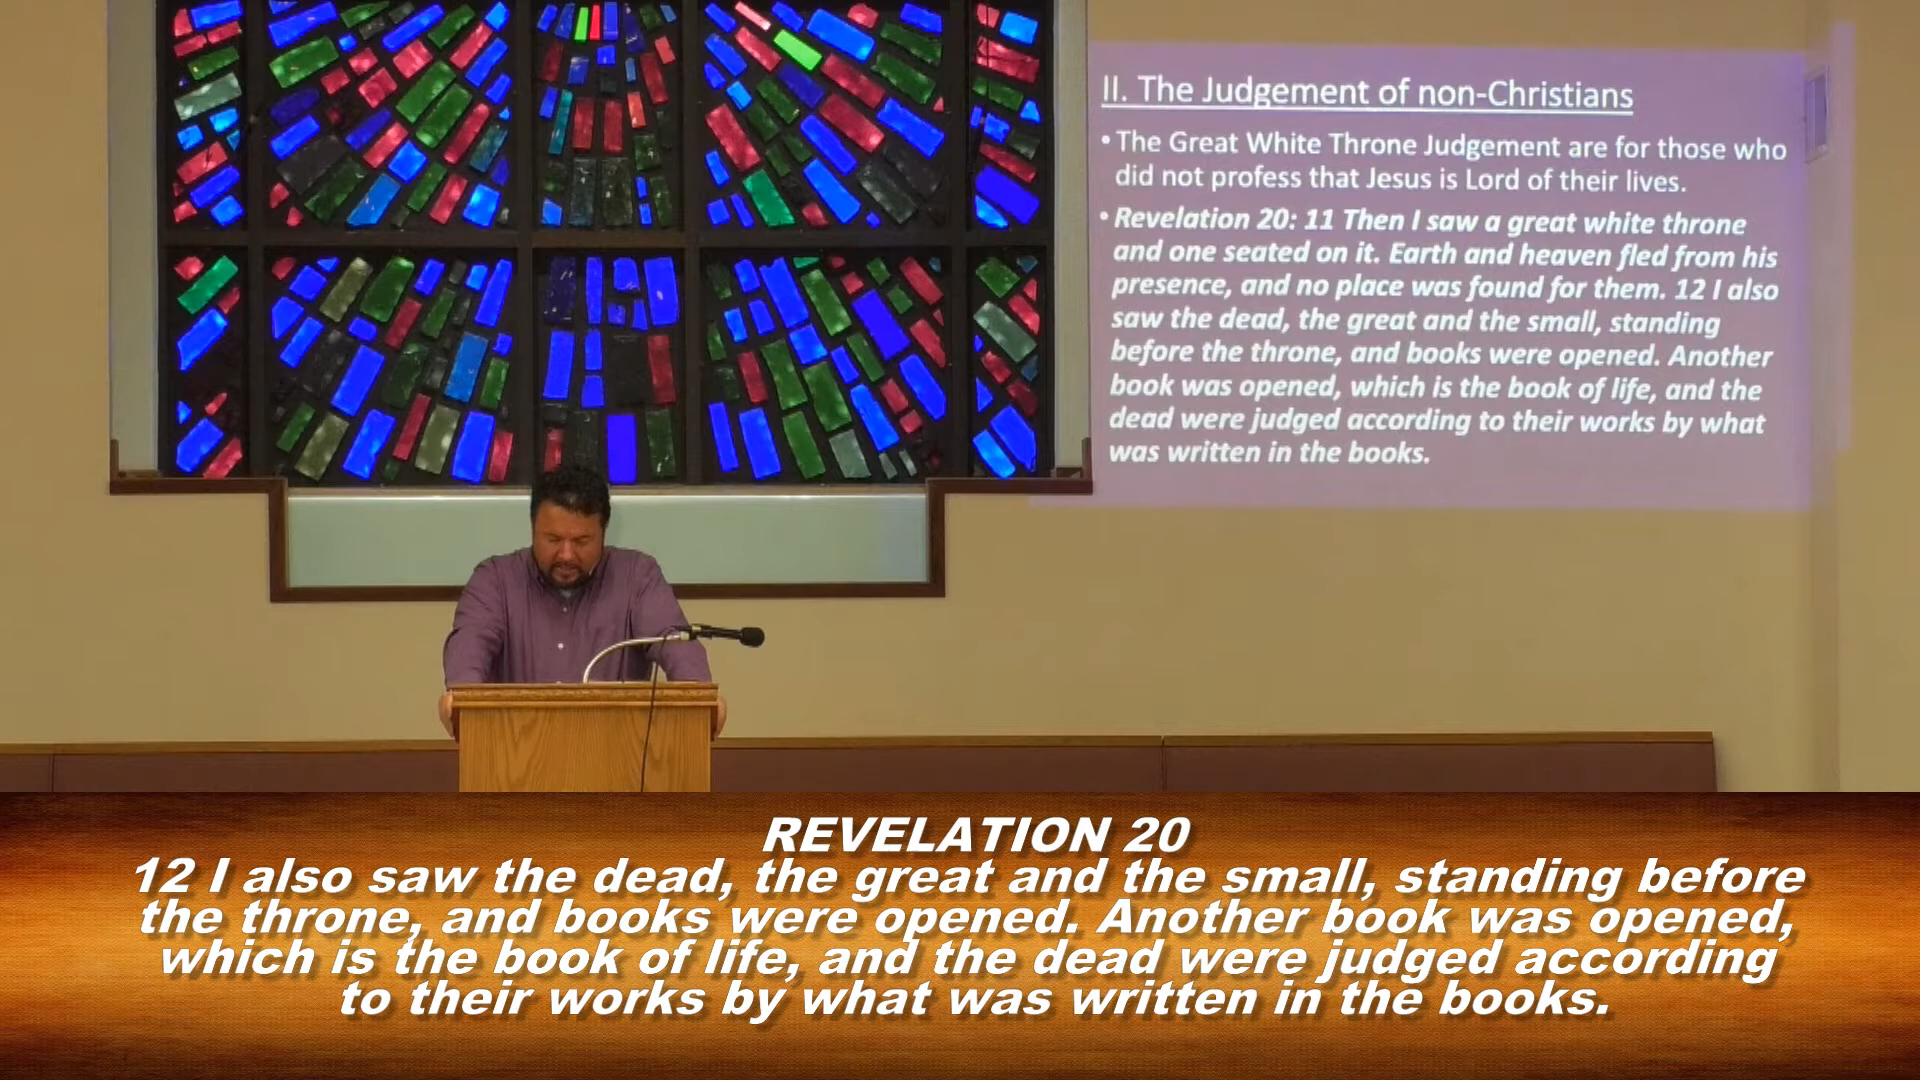 II. The Judgement of non-Christians
• The Great White Throne Judgement are for those who
did not profess that Jesus is Lord of their lives.
• Revelation 20: 11 Then I saw a great white throne
and one seated on it. Earth and heaven fled from his
presence, and no place was found for them. 12 I also
saw the dead, the great and the small, standing
before the throne, and books were opened. Another
book was opened, which is the book of life, and the
dead were judged according to their works by what
was written in the books.
REVELATION 20
12 I also saw the dead, the great and the small, standing before
the throne, and books were opened. Another book was opened,
which is the book of life, and the dead were judged according
to their works by what was written in the books.